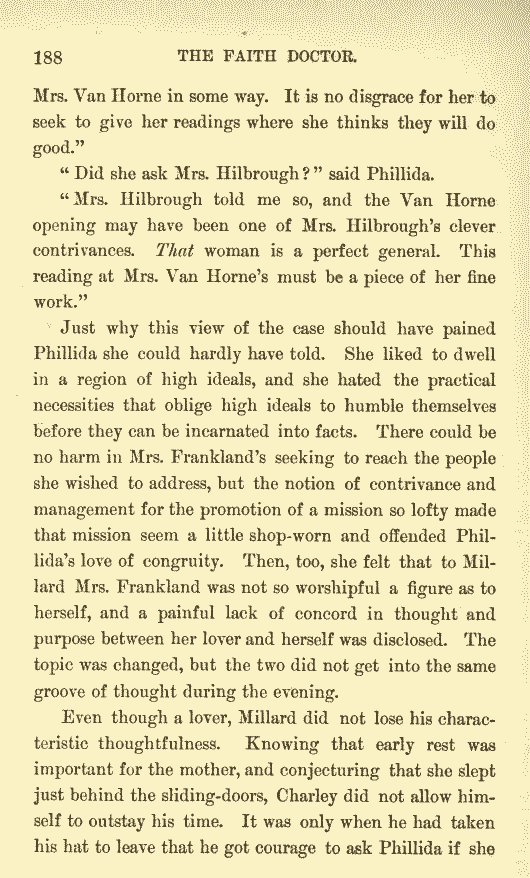 188 THE FAITH DOCTOR.
Mrs. Van Horne in some way. It is no disgrace for her to
seek to give her readings where she thinks they will do
good.”
“ Did she ask Mrs. Hilbrough ? ” said Phillida.
“ Mrs. Hilbrough told me so, and the Van Horne
opening may have been one of Mrs. Hilbrough’s clever
contrivances. That woman is a perfect general. This
reading at Mrs. Van Horne’s must be a piece of her fine
work.”
Just why this view of the case should have pained
Phillida she could hardly have told. She liked to dwell
in a region of high ideals, and she hated the practical
necessities that oblige high ideals to humble themselves
before they can be incarnated into facts. There could be
no harm in Mrs. Frankland’s seeking to reach the people
she wished to address, but the notion of contrivance and
management for the promotion of a mission so lofty made
that mission seem a little shop-worn and offended Phil-
lida’s love of congruity. Then, too, she felt that to Mil-
lard Mrs. Frankland was not so worshipful a figure as to
herself, and a painful lack of concord in thought and
purpose between her lover and herself was disclosed. The
topic was changed, but the two did not get into the same
groove of thought during the evening.
Even though a lover, Millard did not lose his charac-
teristic thoughtfulness. Knowing that early rest was
important for the mother, and conjecturing that she slept
just behind the sliding-doors, Charley did not allow him-
self to outstay his time. It was only when he had taken
his hat to leave that he got courage to ask Phillida if she